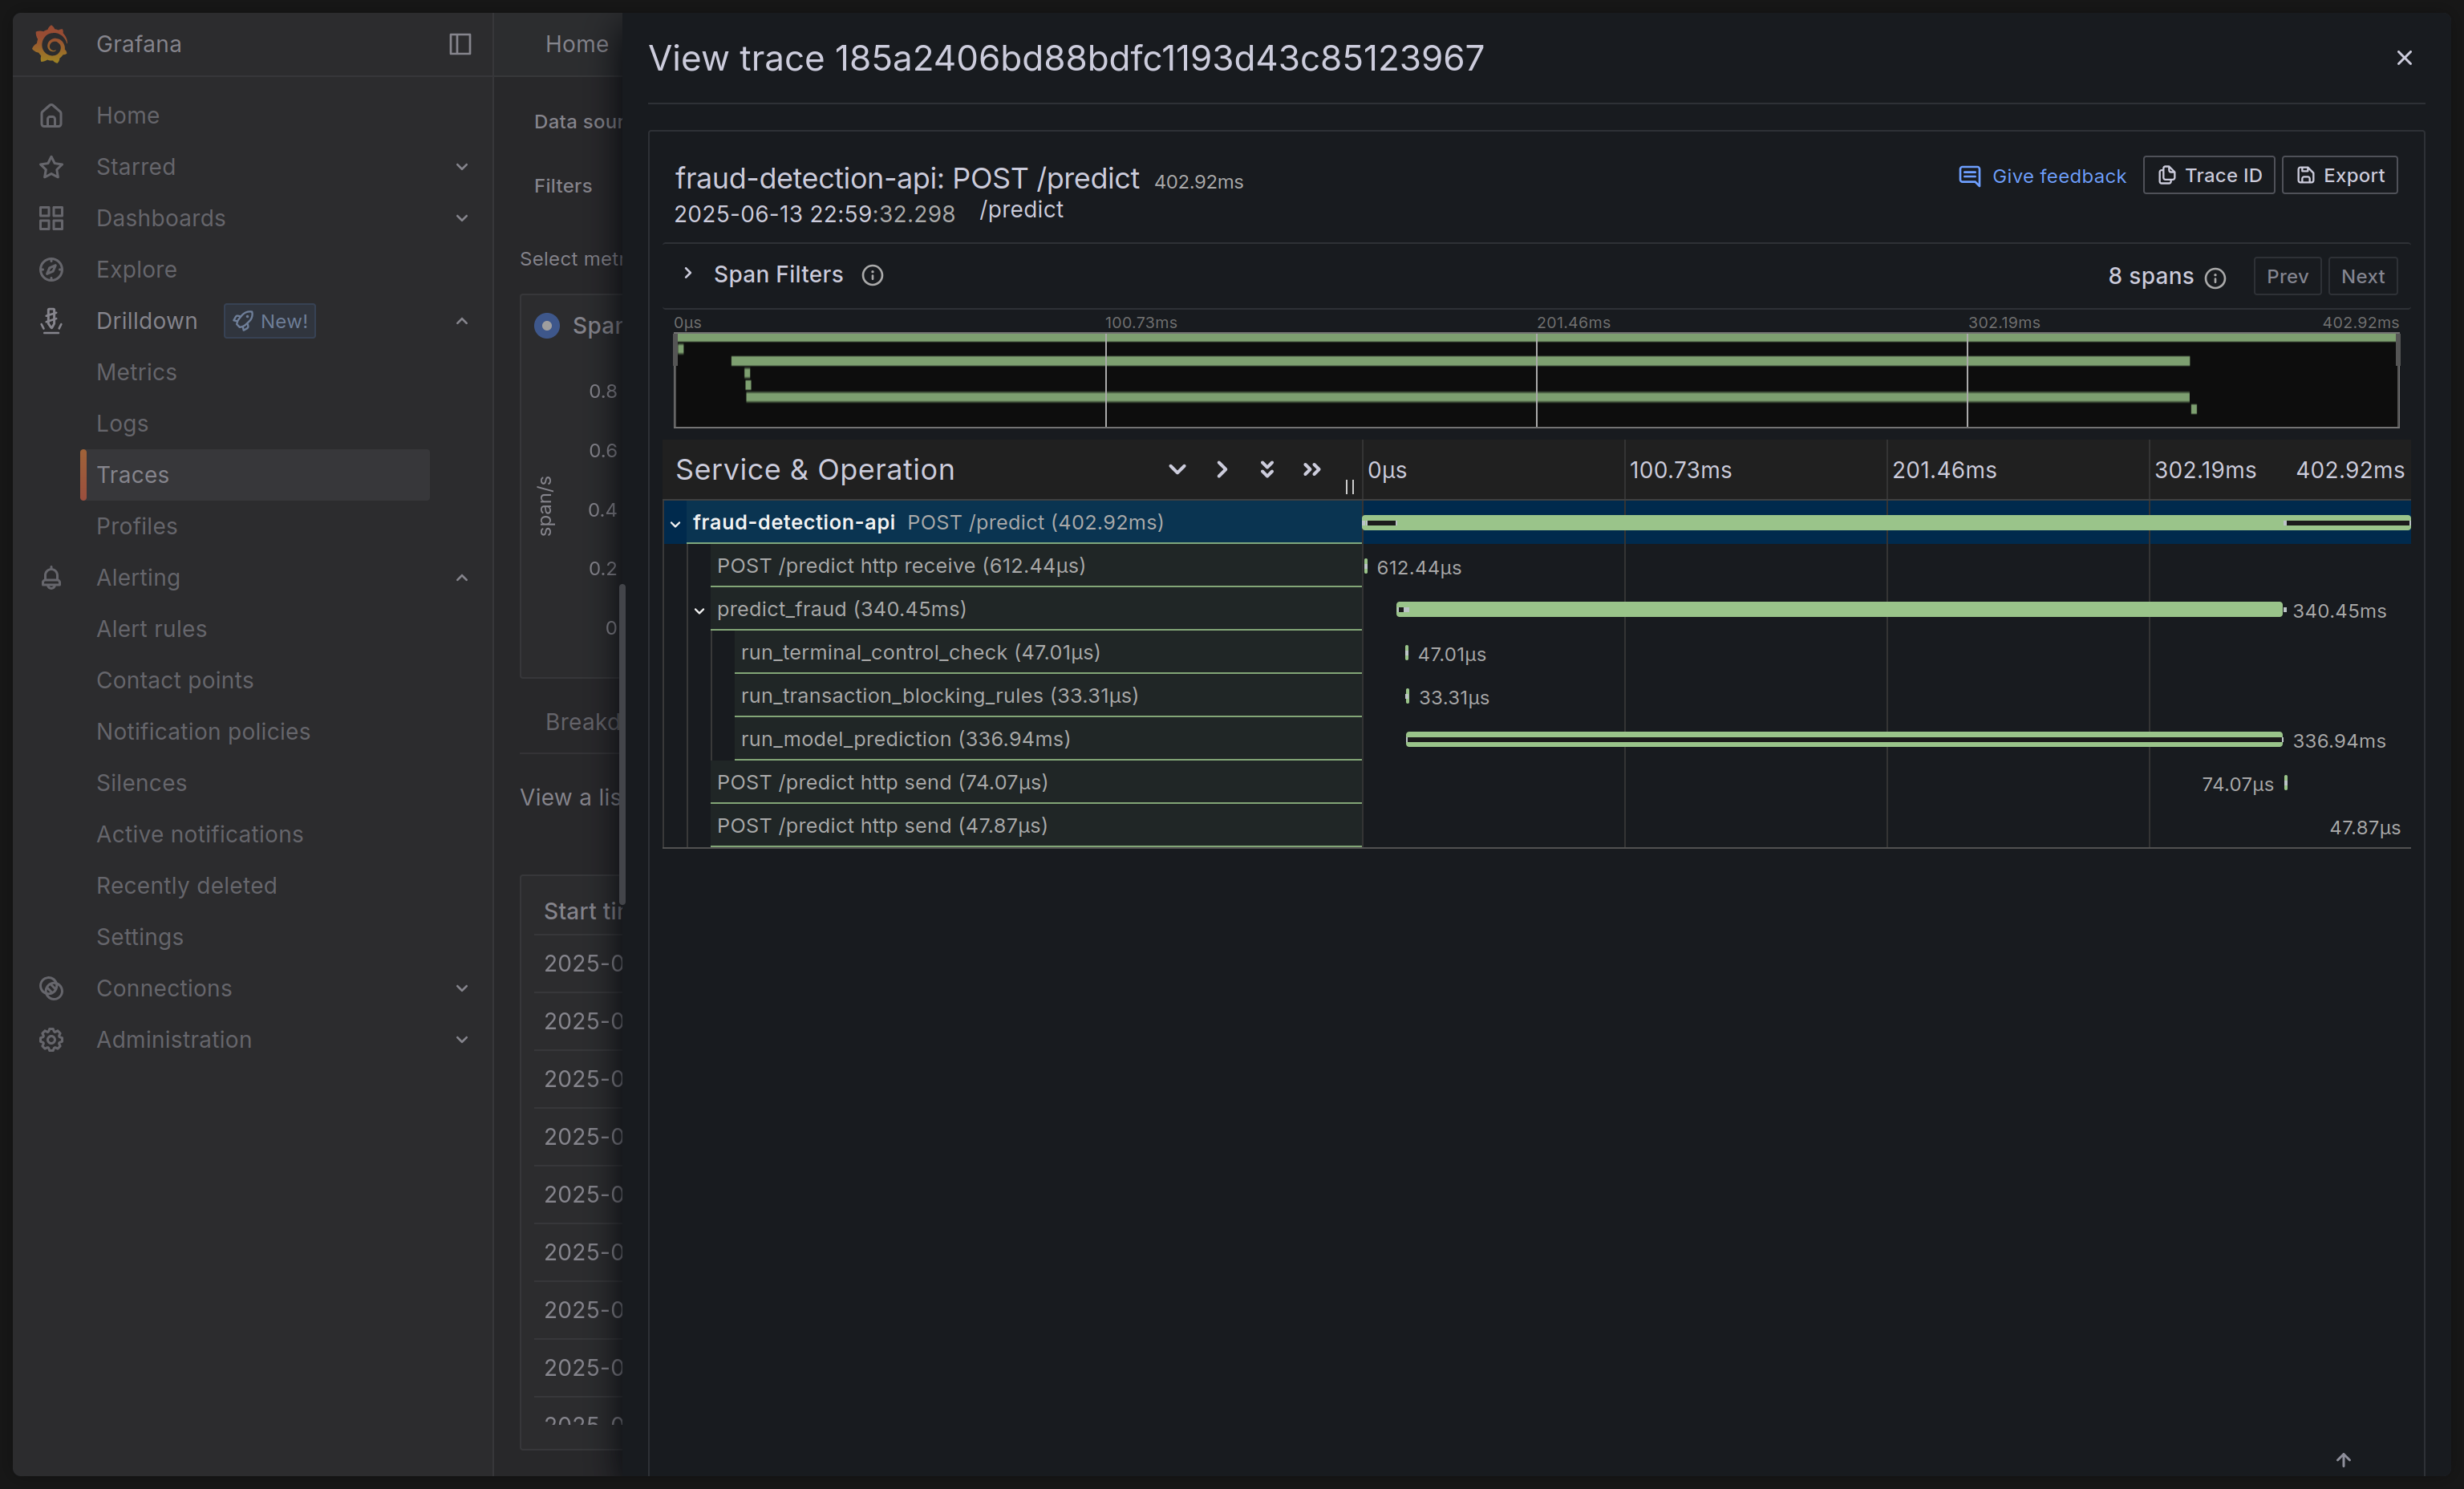 Grafana
Home
Starred
Dashboards
Explore
Drilldown New!
Metrics
Logs
Traces
Profiles
Alerting
Alert rules
Contact points
Notification policies
Silences
Active notifications
Recently deleted
Settings
Connections
Administration
Home
Data sour
Filters
Select metr
Span
0.8
0.6
0.4
0.2
0
span/s
Breakd
View a lis
Start tim
2025-0
2025-0
2025-0
2025-0
2025-0
2025-0
2025-0
2025-0
2025-0
View trace 185a2406bd88bdfc1193d43c85123967
fraud-detection-api: POST /predict 402.92ms
2025-06-13 22:59:32.298 /predict
Give feedback Trace ID Export
Span Filters
8 spans Prev Next
0μs 100.73ms 201.46ms 302.19ms 402.92ms
Service & Operation 0μs 100.73ms 201.46ms 302.19ms 402.92ms
fraud-detection-api POST /predict (402.92ms)
POST /predict http receive (612.44μs) 612.44μs
predict_fraud (340.45ms) 340.45ms
run_terminal_control_check (47.01μs) 47.01μs
run_transaction_blocking_rules (33.31μs) 33.31μs
run_model_prediction (336.94ms) 336.94ms
POST /predict http send (74.07μs) 74.07μs
POST /predict http send (47.87μs) 47.87μs